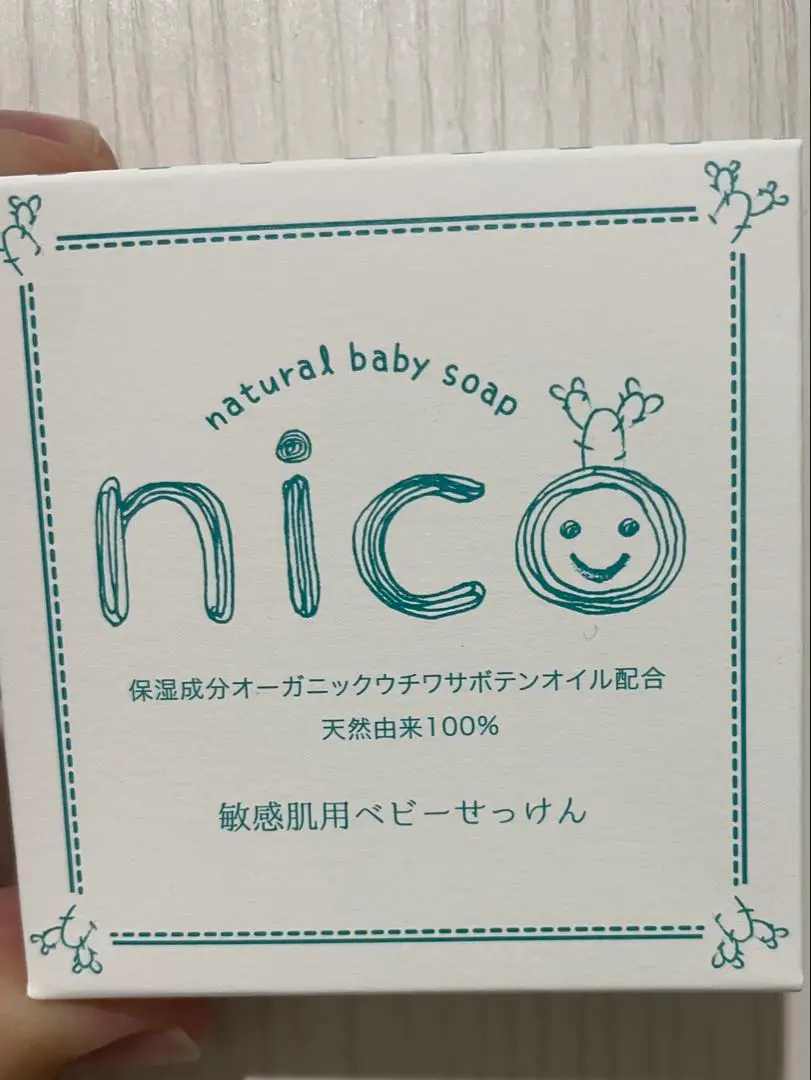 natural baby soap
nico
保湿成分オーガニックウチワサボテンオイル配合
天然由来100%
敏感肌用ベビーせっけん